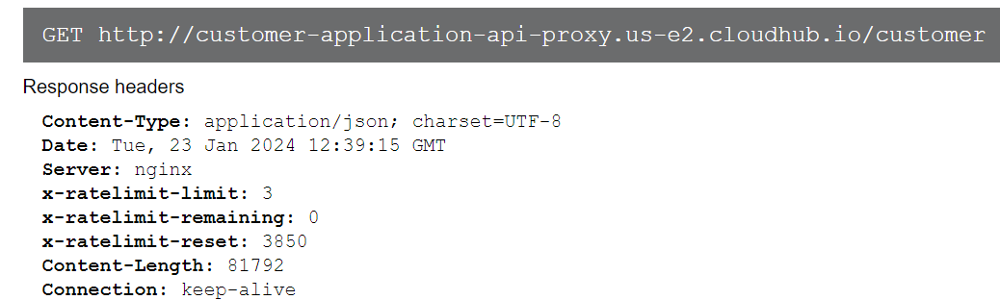 GET http://customer-application-api-proxy.us-e2.cloudhub.io/customer
Response headers
Content-Type: application/json; charset=UTF-8
Date: Tue, 23 Jan 2024 12:39:15 GMT
Server: nginx
x-ratelimit-limit: 3
x-ratelimit-remaining: 0
x-ratelimit-reset: 3850
Content-Length: 81792
Connection: keep-alive